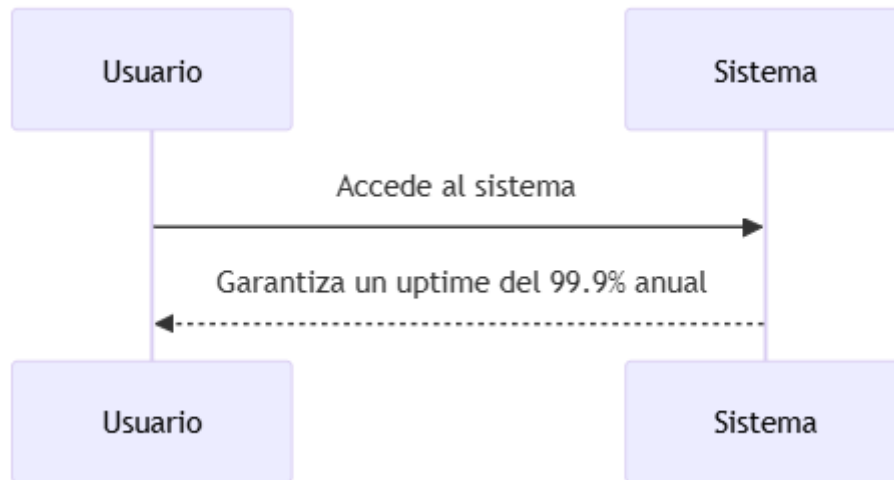 Usuario
Sistema
Accede al sistema
Garantiza un uptime del 99.9% anual
Usuario
Sistema